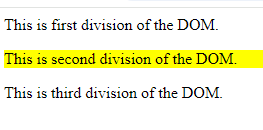 This is first division of the DOM.
This is second division of the DOM.
This is third division of the DOM.